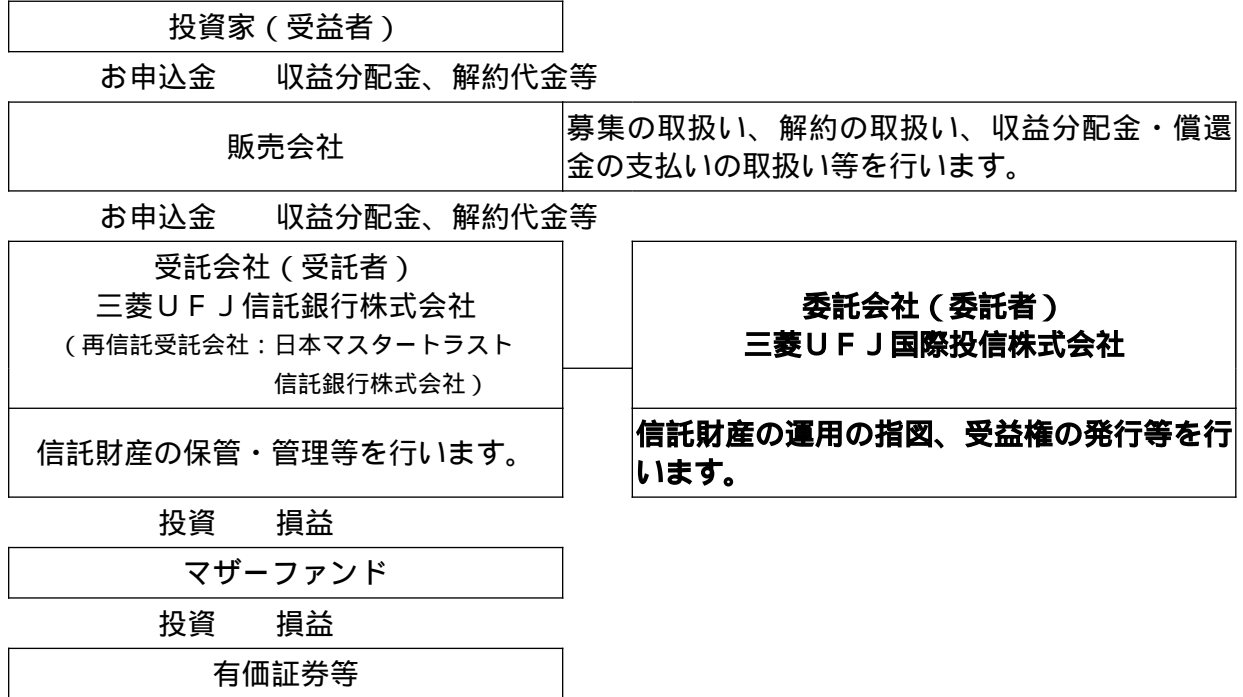 投資家（受益者）
お申込金　　収益分配金、解約代金等
販売会社
募集の取扱い、解約の取扱い、収益分配金・償還
金の支払いの取扱い等を行います。
お申込金　　収益分配金、解約代金等
受託会社（受託者）
三菱ＵＦＪ信託銀行株式会社
（再信託受託会社：日本マスタートラスト
信託銀行株式会社）
委託会社（委託者）
三菱ＵＦＪ国際投信株式会社
信託財産の保管・管理等を行います。
信託財産の運用の指図、受益権の発行等を行
います。
投資　　損益
マザーファンド
投資　　損益
有価証券等